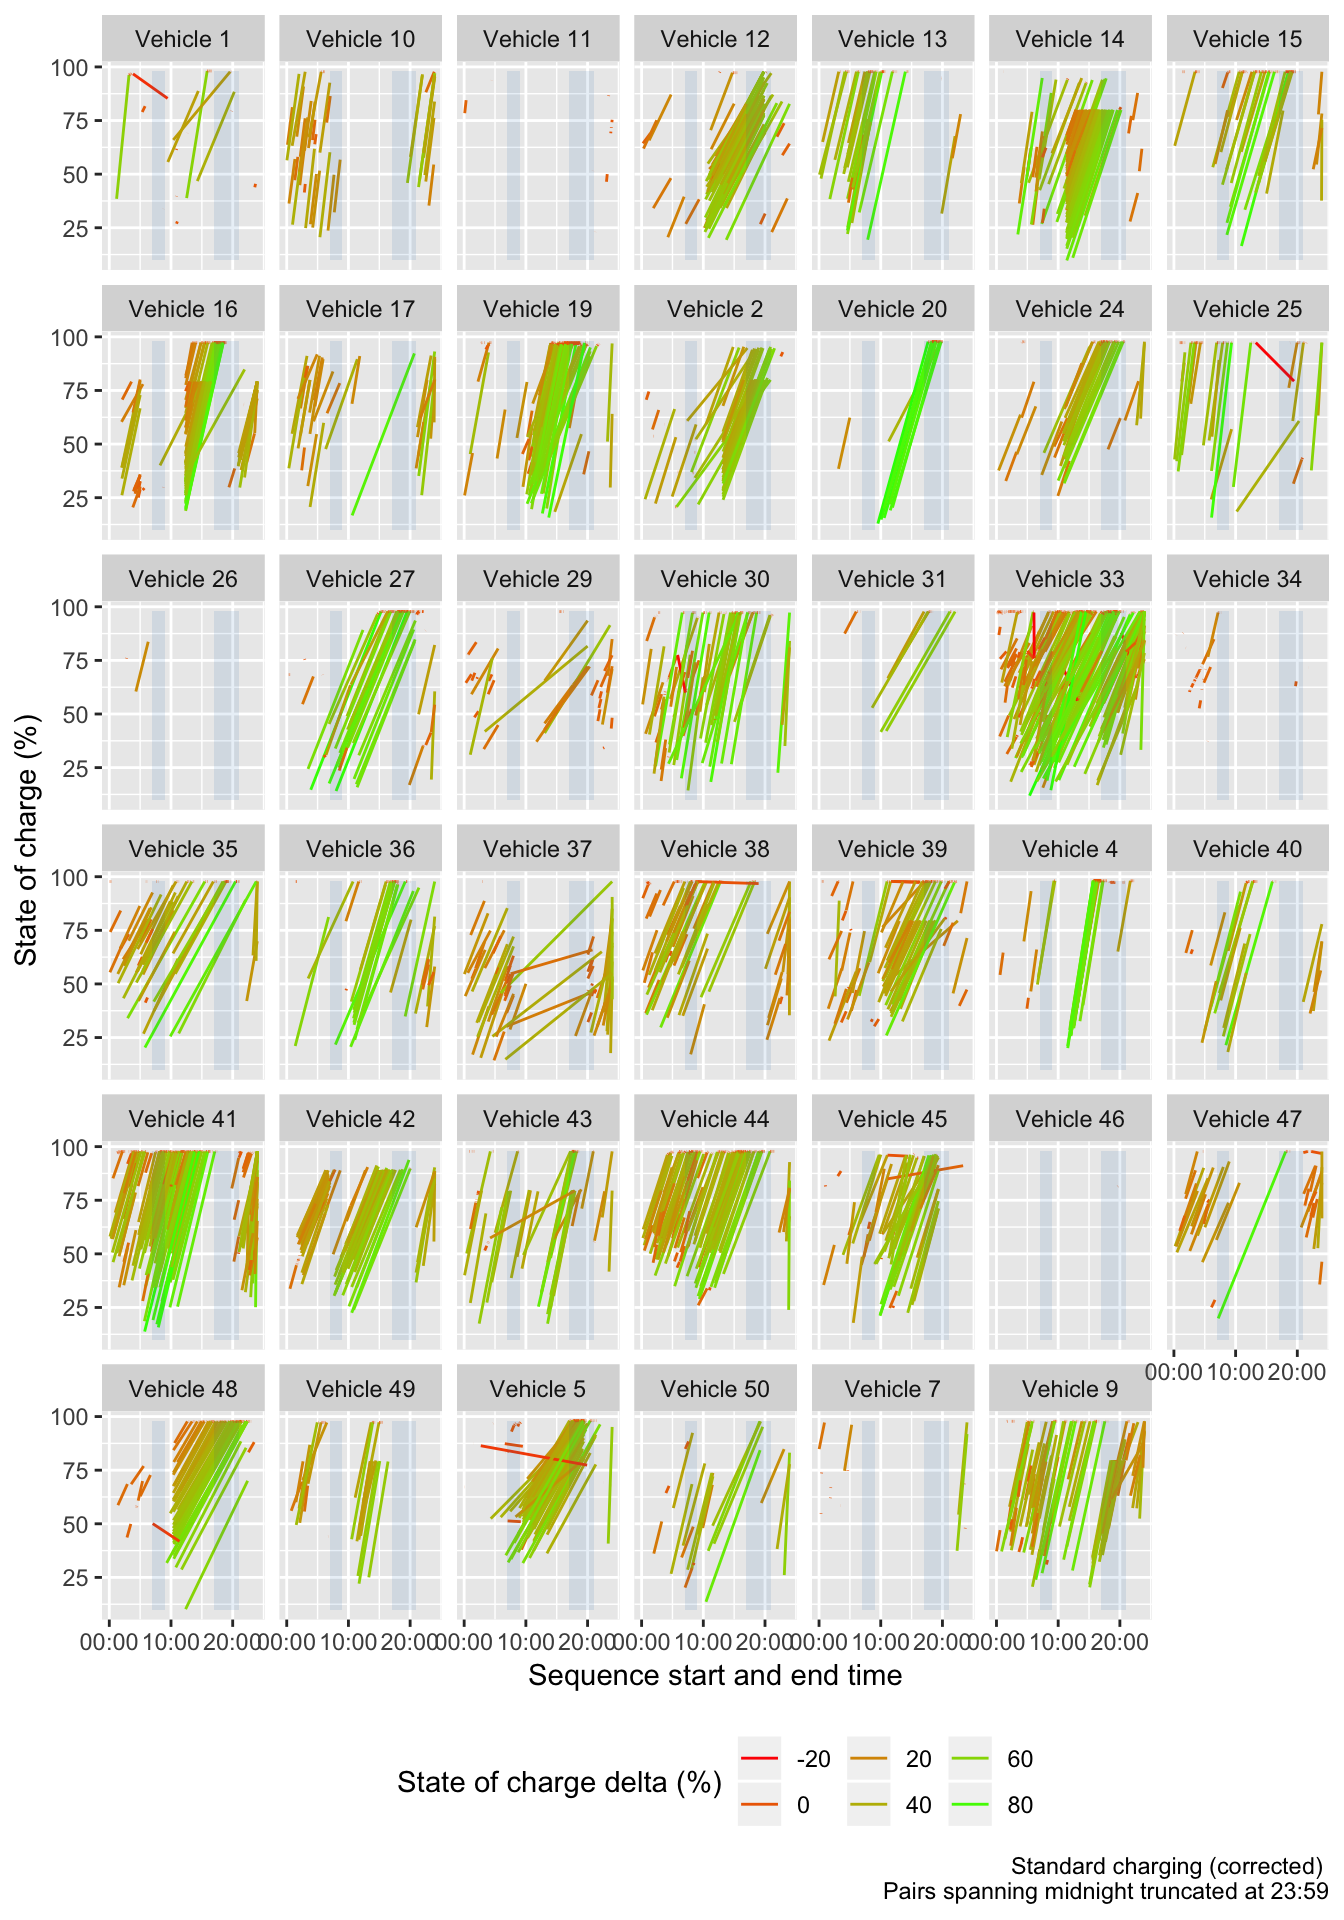 Vehicle 1 Vehicle 10 Vehicle 11 Vehicle 12 Vehicle 13 Vehicle 14 Vehicle 15
100
75
50
25
Vehicle 16 Vehicle 17 Vehicle 19 Vehicle 2 Vehicle 20 Vehicle 24 Vehicle 25
100
75
50
25
Vehicle 26 Vehicle 27 Vehicle 29 Vehicle 30 Vehicle 31 Vehicle 33 Vehicle 34
100
75
50
25
State of charge (%)
Vehicle 35 Vehicle 36 Vehicle 37 Vehicle 38 Vehicle 39 Vehicle 4 Vehicle 40
100
75
50
25
Vehicle 41 Vehicle 42 Vehicle 43 Vehicle 44 Vehicle 45 Vehicle 46 Vehicle 47
100
75
50
25
00:00 10:00 20:00
Vehicle 48 Vehicle 49 Vehicle 5 Vehicle 50 Vehicle 7 Vehicle 9
100
75
50
25
00:00 10:00 20:00 00:00 10:00 20:00 00:00 10:00 20:00 00:00 10:00 20:00 00:00 10:00 20:00 00:00 10:00 20:00
Sequence start and end time
State of charge delta (%)
-20 20 60
0 40 80
Standard charging (corrected)
Pairs spanning midnight truncated at 23:59